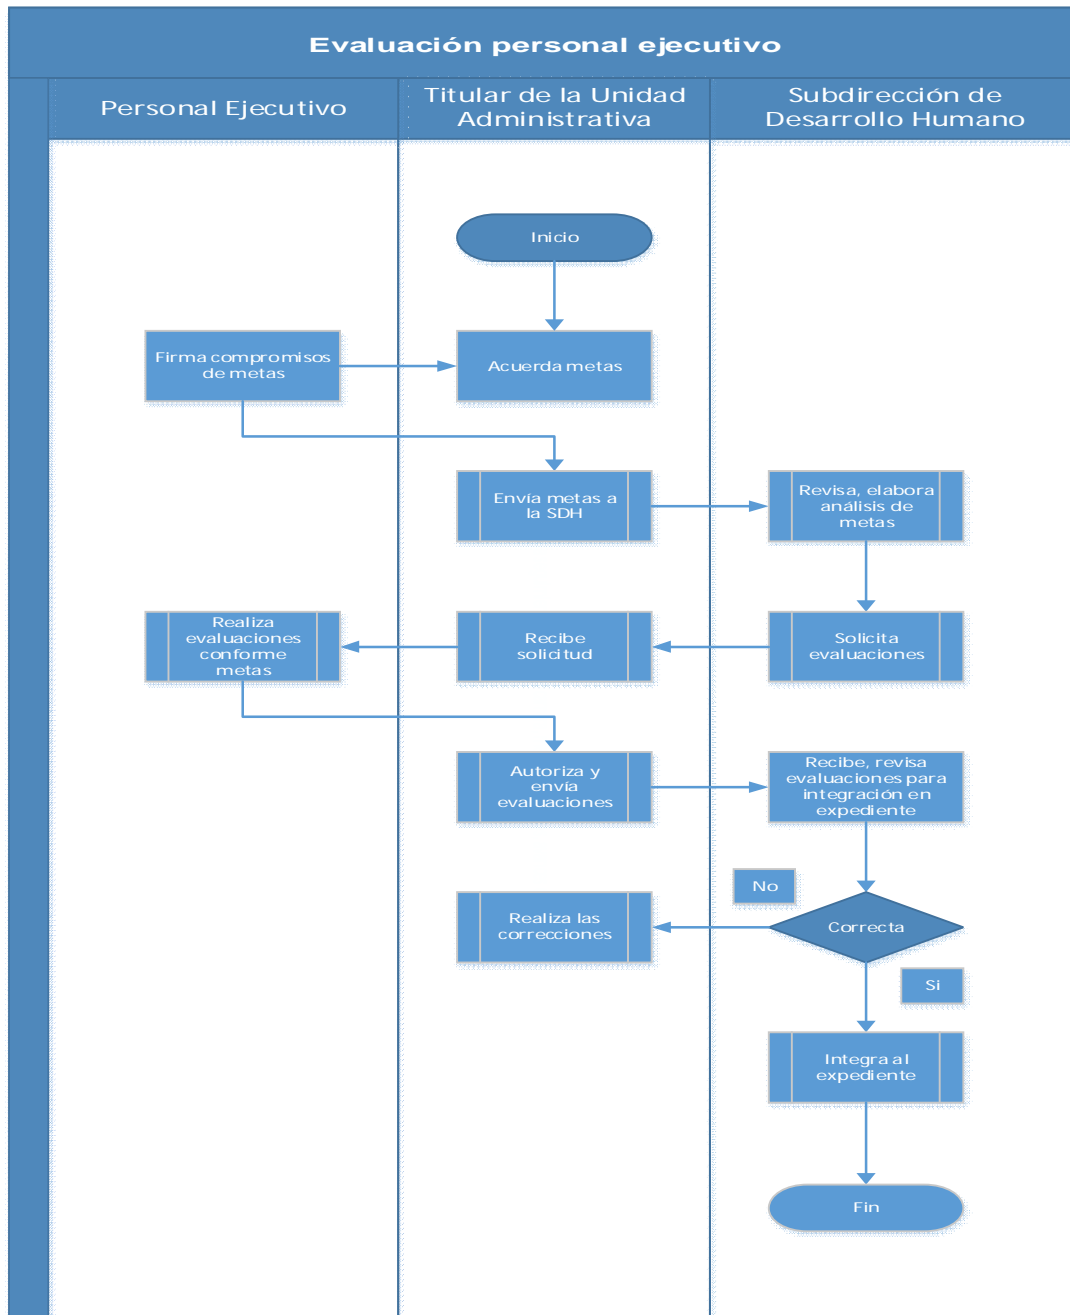 Evaluación personal ejecutivo
Personal Ejecutivo
Titular de la Unidad
Administrativa
Subdirección de
Desarrollo Humano
Inicio
Firma compromisos
de metas
Acuerda metas
Envía metas a
la SDH
Revisa, elabora
análisis de
metas
Realiza
evaluaciones
conforme
metas
Recibe
solicitud
Solicita
evaluaciones
Autoriza y
envía
evaluaciones
Recibe, revisa
evaluaciones para
integración en
expediente
No
Realiza las
correcciones
Correcta
Si
Integra al
expediente
Fin